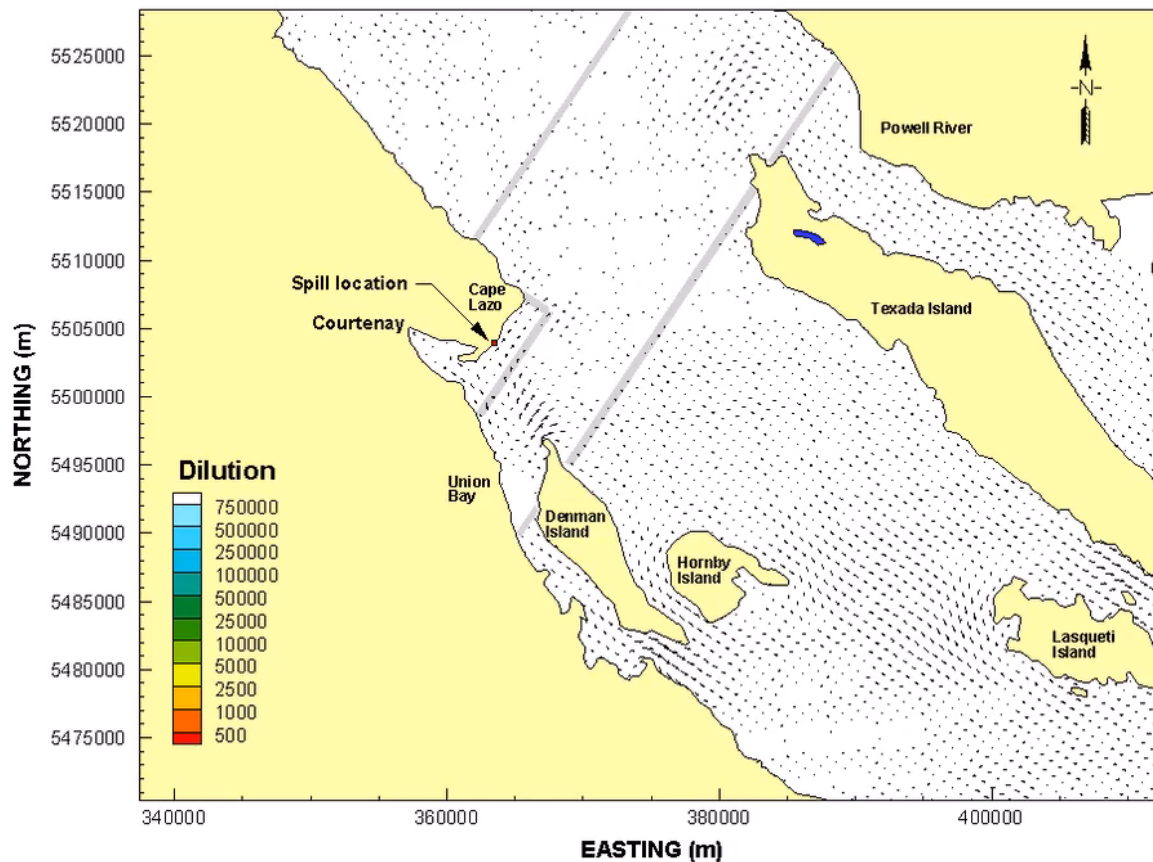 5525000
5520000
5515000
5510000
5505000
5500000
5495000
5490000
5485000
5480000
5475000
NORTHING (m)
N
Powell River
Spill location
Cape
Lazo
Courtenay
Texada Island
Union
Bay
Denman
Island
Hornby
Island
Lasqueti
Island
Dilution
750000
500000
250000
100000
50000
25000
10000
5000
2500
1000
500
340000
360000
380000
400000
EASTING (m)